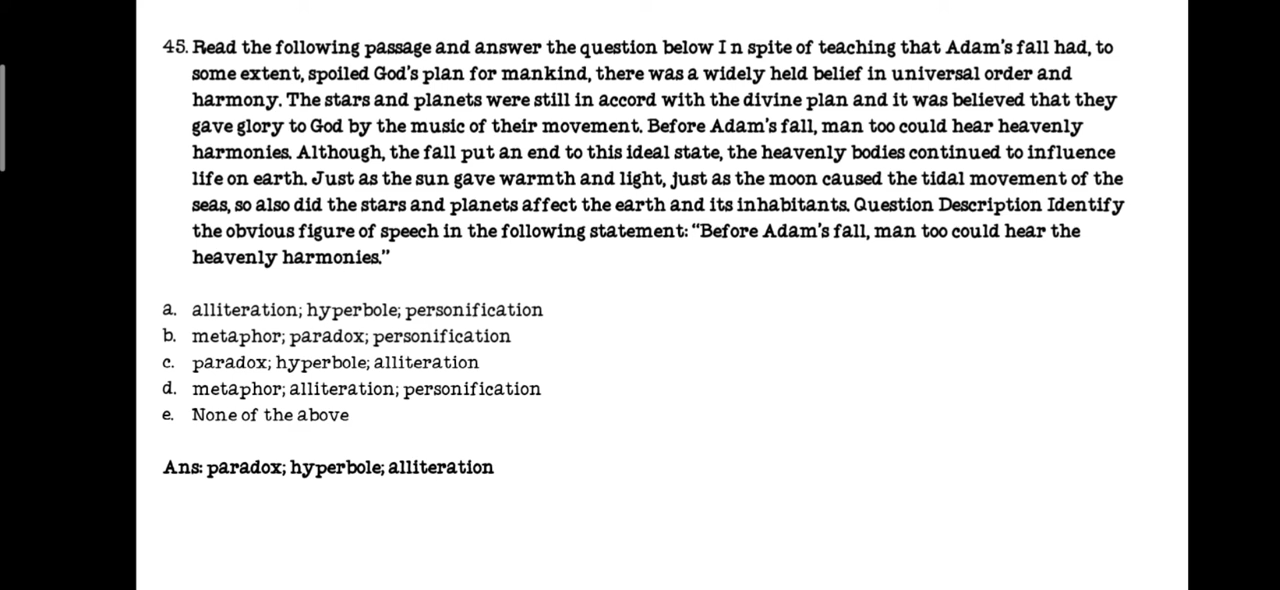 45. Read the following passage and answer the question below I n spite of teaching that Adam's fall had, to
some extent, spoiled God's plan for mankind, there was a widely held belief in universal order and
harmony. The stars and planets were still in accord with the divine plan and it was believed that they
gave glory to God by the music of their movement. Before Adam's fall, man too could hear heavenly
harmonies. Although, the fall put an end to this ideal state, the heavenly bodies continued to influence
life on earth. Just as the sun gave warmth and light, just as the moon caused the tidal movement of the
seas, so also did the stars and planets affect the earth and its inhabitants. Question Description Identify
the obvious figure of speech in the following statement: “Before Adam's fall, man too could hear the
heavenly harmonies.”
a. alliteration; hyperbole; personification
b. metaphor; paradox; personification
c. paradox; hyperbole; alliteration
d. metaphor; alliteration; personification
e. None of the above
Ans: paradox; hyperbole; alliteration